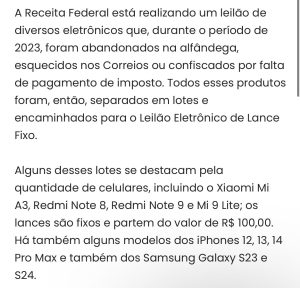 A Receita Federal está realizando um leilão de
diversos eletrônicos que, durante o período de
2023, foram abandonados na alfândega,
esquecidos nos Correios ou confiscados por falta
de pagamento de imposto. Todos esses produtos
foram, então, separados em lotes e
encaminhados para o Leilão Eletrônico de Lance
Fixo.

Alguns desses lotes se destacam pela
quantidade de celulares, incluindo o Xiaomi Mi
A3, Redmi Note 8, Redmi Note 9 e Mi 9 Lite; os
lances são fixos e partem do valor de R$ 100,00.
Há também alguns modelos dos iPhones 12, 13, 14
Pro Max e também dos Samsung Galaxy S23 e
S24.